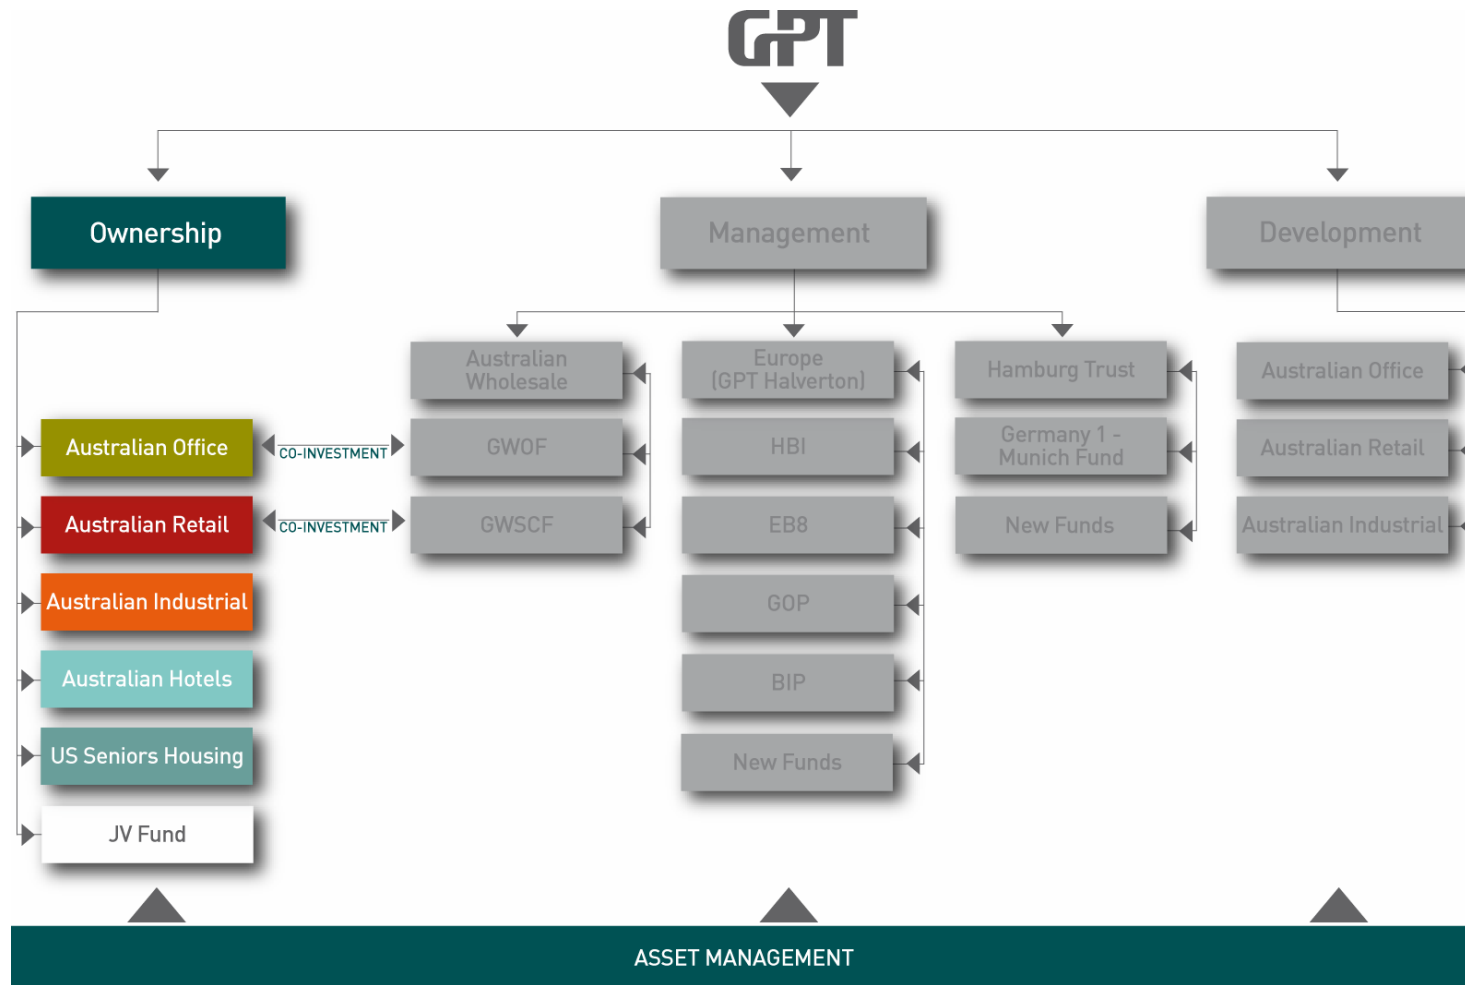 GPT
Ownership
Management
Development
Australian Office
Australian Retail
Australian Industrial
Australian Hotels
US Seniors Housing
JV Fund
CO-INVESTMENT
CO-INVESTMENT
Australian
Wholesale
GWOF
GWSCF
Europe
(GPT Halverton)
HBI
EB8
GOP
BIP
New Funds
Hamburg Trust
Germany 1 -
Munich Fund
New Funds
Australian Office
Australian Retail
Australian Industrial
ASSET MANAGEMENT